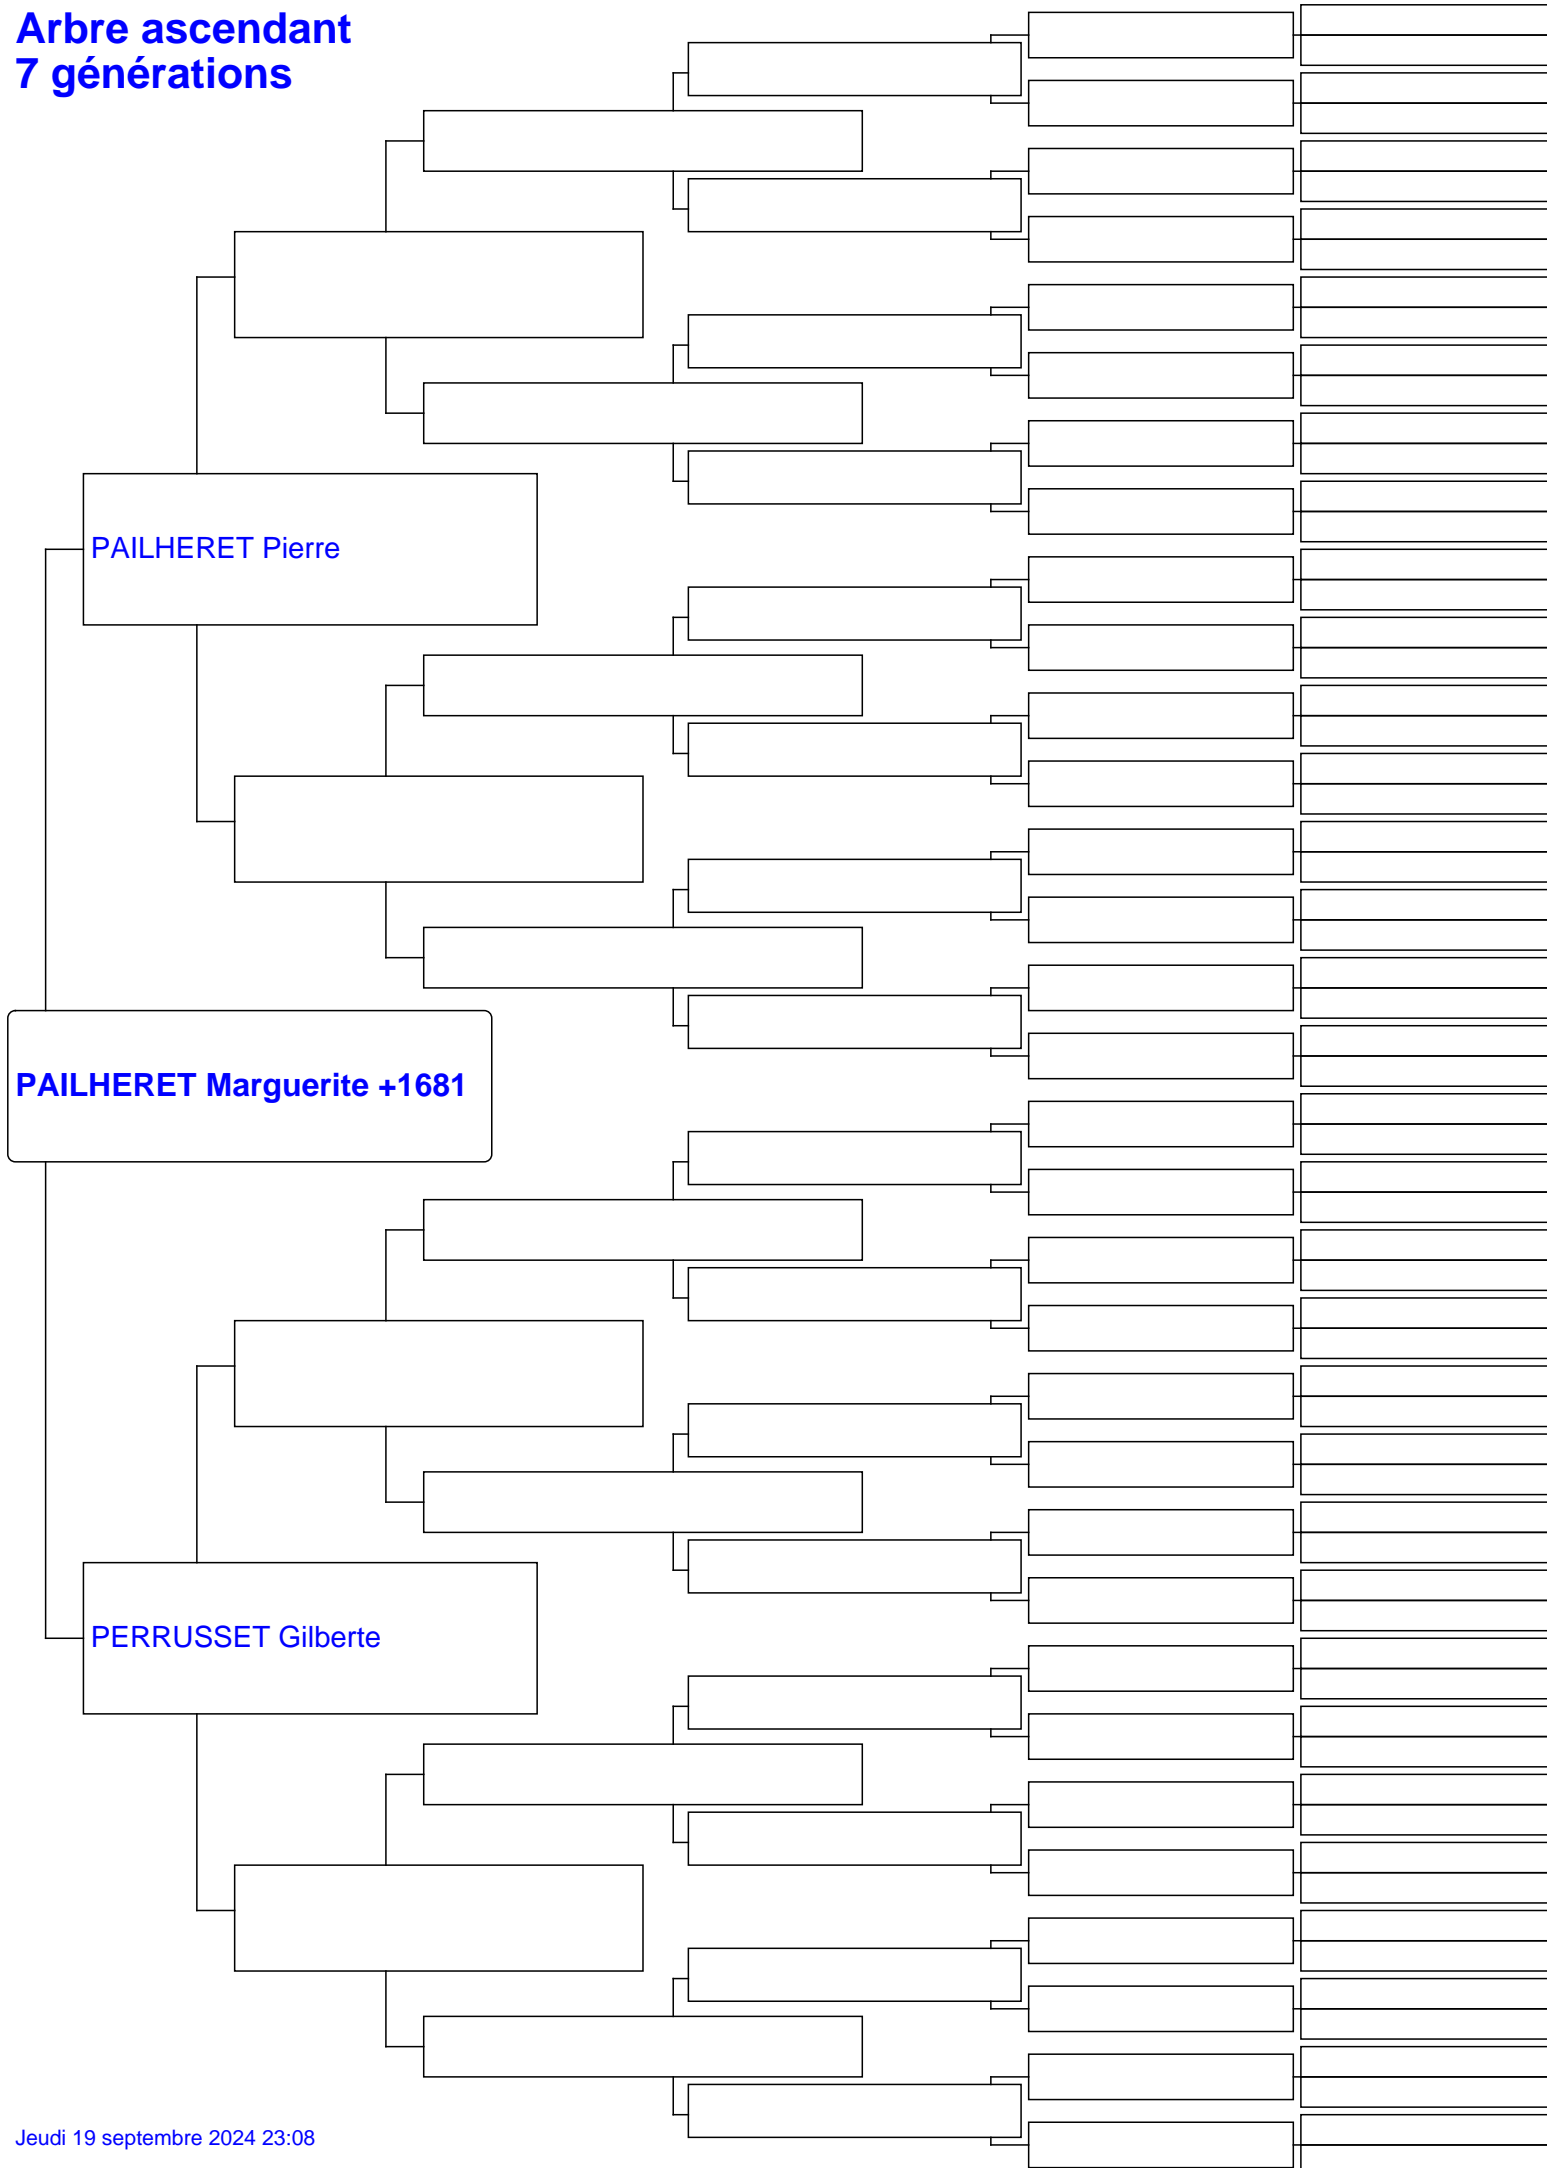 Arbre ascendant
7 générations
PAILHERET Pierre
PAILHERET Marguerite +1681
PERRUSSET Gilberte
Jeudi 19 septembre 2024 23:08